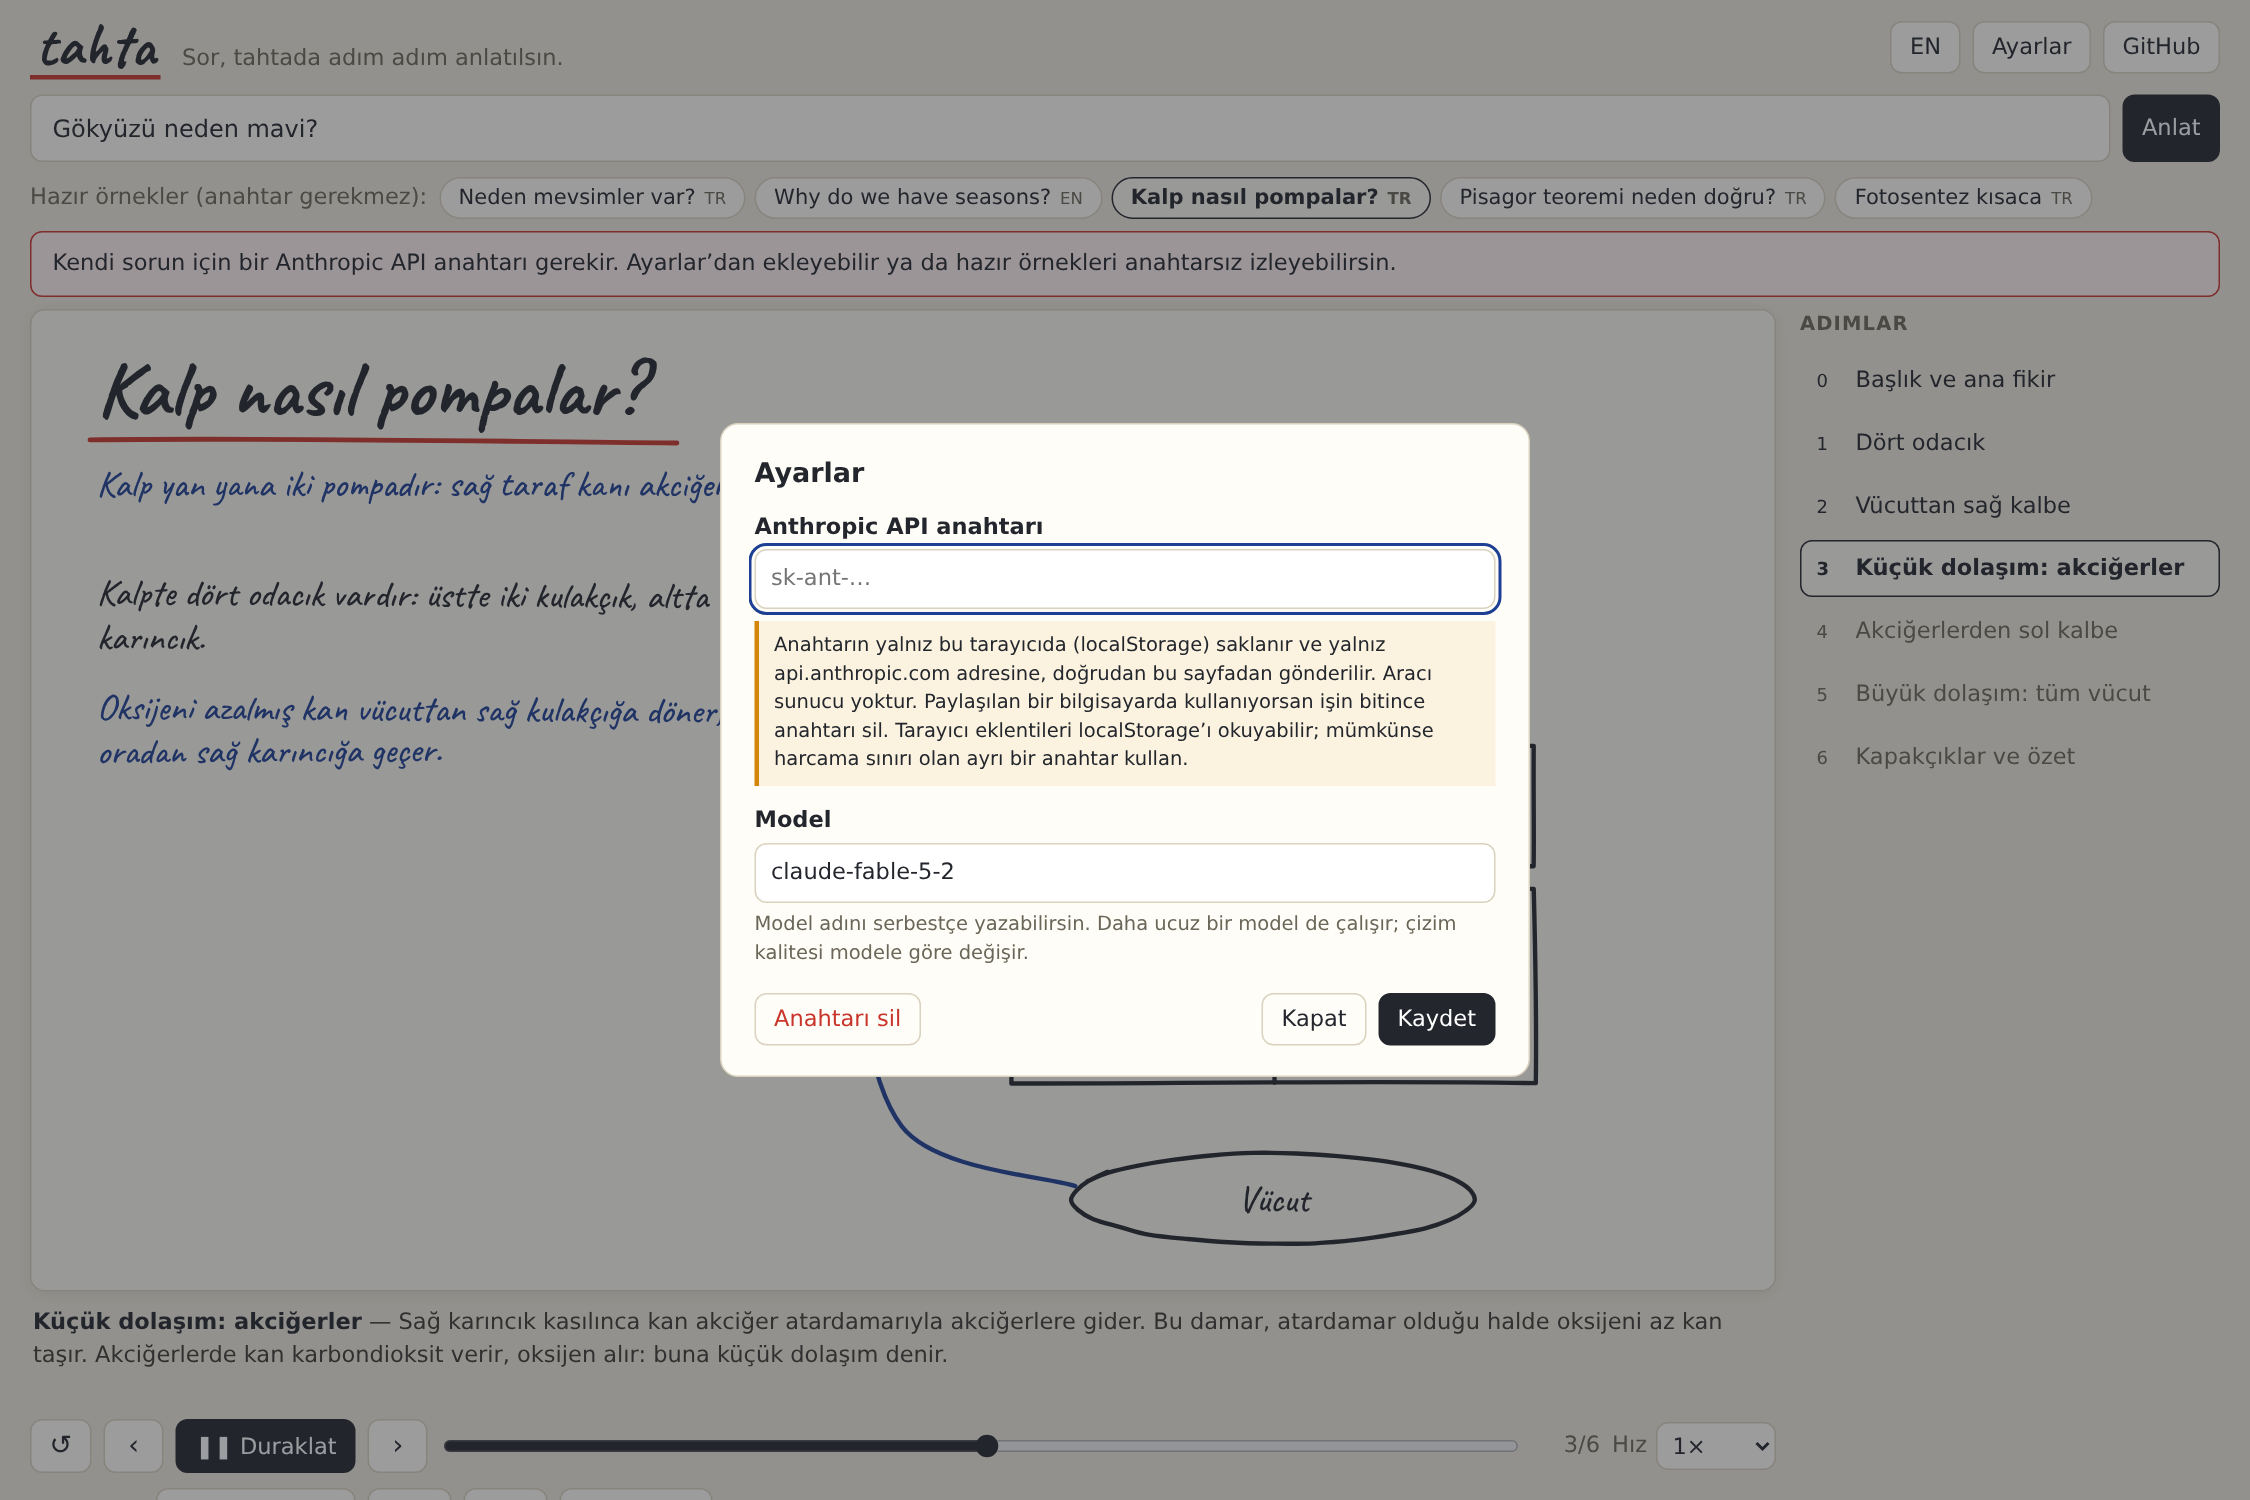 tahta
Sor, tahtada adım adım anlatılsın.
EN
Ayarlar
GitHub
Gökyüzü neden mavi?
Anlat
Hazır örnekler (anahtar gerekmez):
Neden mevsimler var? TR
Why do we have seasons? EN
Kalp nasıl pompalar? TR
Pisagor teoremi neden doğru? TR
Fotosentez kısaca TR
Kendi sorun için bir Anthropic API anahtarı gerekir. Ayarlar’dan ekleyebilir ya da hazır örnekleri anahtarsız izleyebilirsin.
Kalp nasıl pompalar?
Kalp yan yana iki pompadır: sağ taraf kanı
Kalpte dört odacık vardır: üstte iki kulakçık, altta
karıncık.
Oksijeni azalmış kan vücuttan sağ kulakçığa döner,
oradan sağ karıncığa geçer.
Vücut
Ayarlar
Anthropic API anahtarı
sk-ant-...
Anahtarın yalnız bu tarayıcıda (localStorage) saklanır ve yalnız
api.anthropic.com adresine, doğrudan bu sayfadan gönderilir. Aracı
sunucu yoktur. Paylaşılan bir bilgisayarda kullanıyorsan işin bitince
anahtarı sil. Tarayıcı eklentileri localStorage’ı okuyabilir; mümkünse
harcama sınırı olan ayrı bir anahtar kullan.
Model
claude-fable-5-2
Model adını serbestçe yazabilirsin. Daha ucuz bir model de çalışır; çizim
kalitesi modele göre değişir.
Anahtarı sil
Kapat
Kaydet
ADIMLAR
0 Başlık ve ana fikir
1 Dört odacık
2 Vücuttan sağ kalbe
3 Küçük dolaşım: akciğerler
4 Akciğerlerden sol kalbe
5 Büyük dolaşım: tüm vücut
6 Kapakçıklar ve özet
Küçük dolaşım: akciğerler — Sağ karıncık kasılınca kan akciğer atardamarıyla akciğerlere gider. Bu damar, atardamar olduğu halde oksijeni az kan
taşır. Akciğerlerde kan karbondioksit verir, oksijen alır: buna küçük dolaşım denir.
Duraklat
3/6
Hız
1×